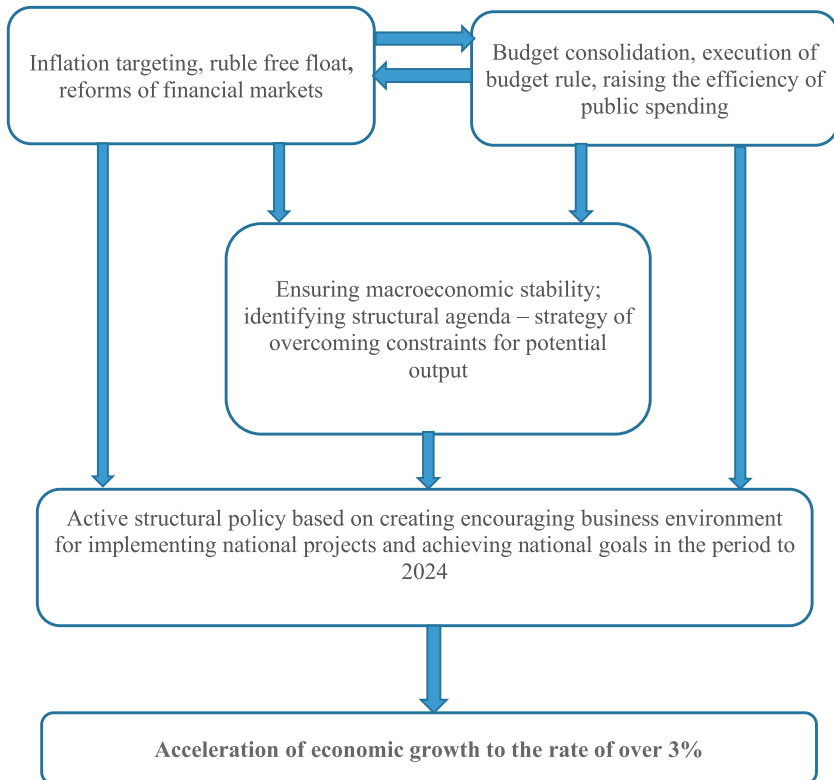 Inflation targeting, ruble free float,
reforms of financial markets
Budget consolidation, execution of
budget rule, raising the efficiency of
public spending
Ensuring macroeconomic stability;
identifying structural agenda – strategy of
overcoming constraints for potential
output
Active structural policy based on creating encouraging business environment
for implementing national projects and achieving national goals in the period to
2024
Acceleration of economic growth to the rate of over 3%